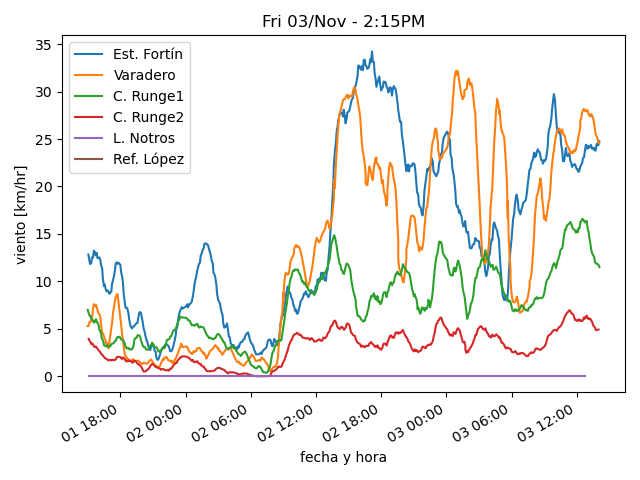 Fri 03/Nov - 2:15PM
viento [km/hr]
35
30
25
20
15
10
5
0
Est. Fortín
Varadero
C. Runge1
C. Runge2
L. Notros
Ref. López
01 18:00
02 00:00
02 06:00
02 12:00
02 18:00
03 00:00
03 06:00
03 12:00
fecha y hora